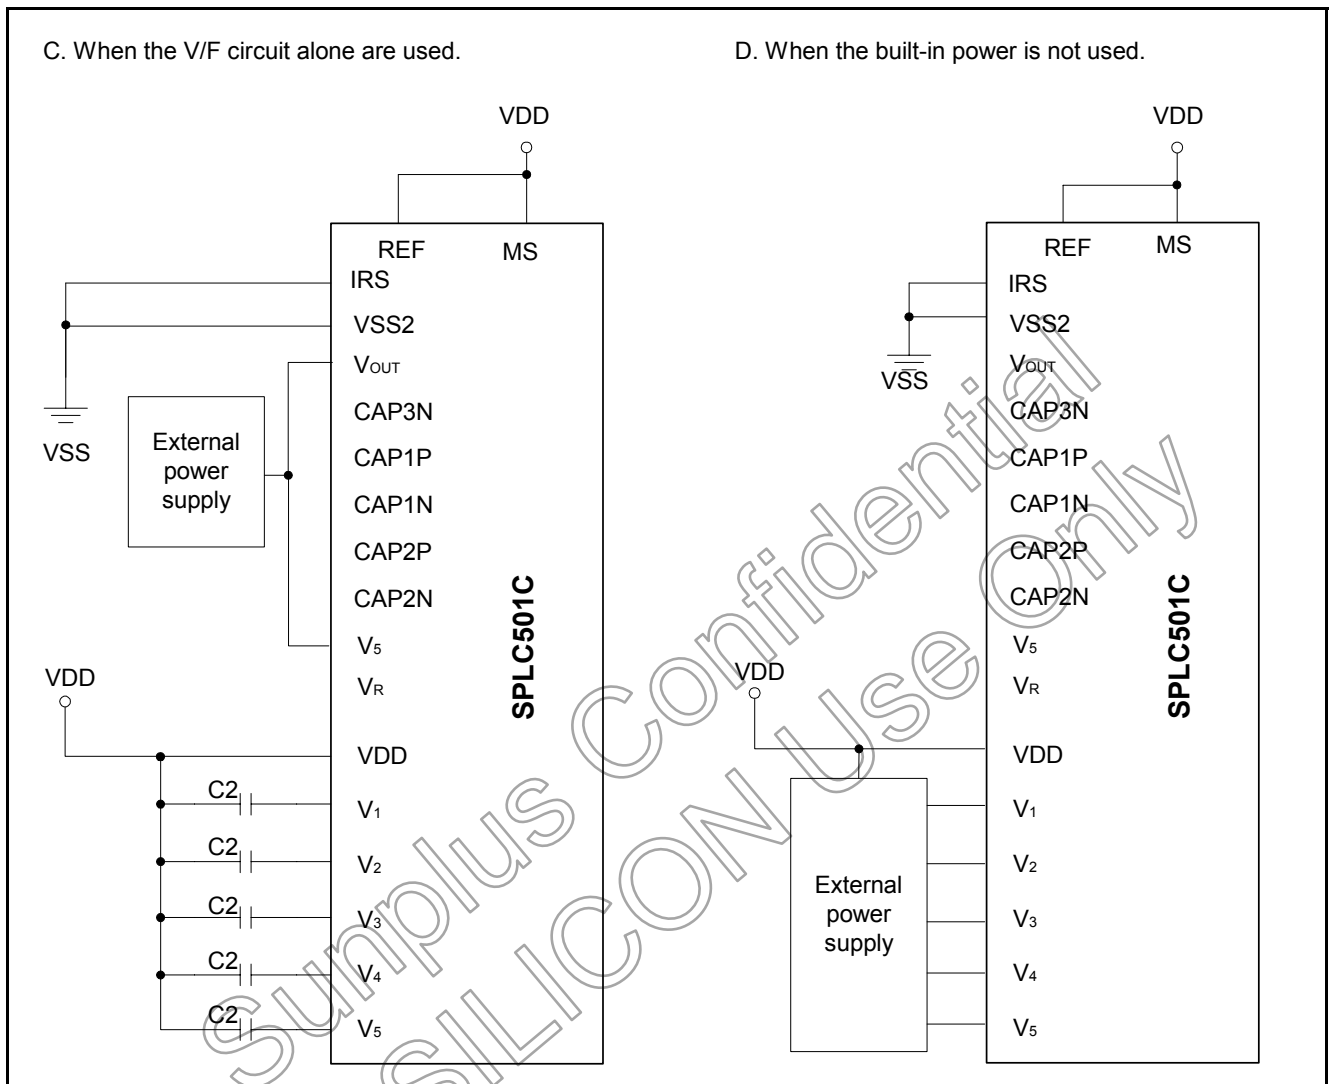 C. When the V/F circuit alone are used.
VDD
REF
MS
IRS
VSS2
VOUT
CAP3N
CAP1P
CAP1N
CAP2P
CAP2N
V5
VR
VDD
V1
V2
V3
V4
V5
SPLC501C
VSS
External
power
supply
VDD
C2
C2
C2
C2
C2
D. When the built-in power is not used.
VDD
REF
MS
IRS
VSS2
VOUT
CAP3N
CAP1P
CAP1N
CAP2P
CAP2N
V5
VR
VDD
V1
V2
V3
V4
V5
SPLC501C
VSS
VDD
External
power
supply
Sunplus Confidential
SILICON Use Only